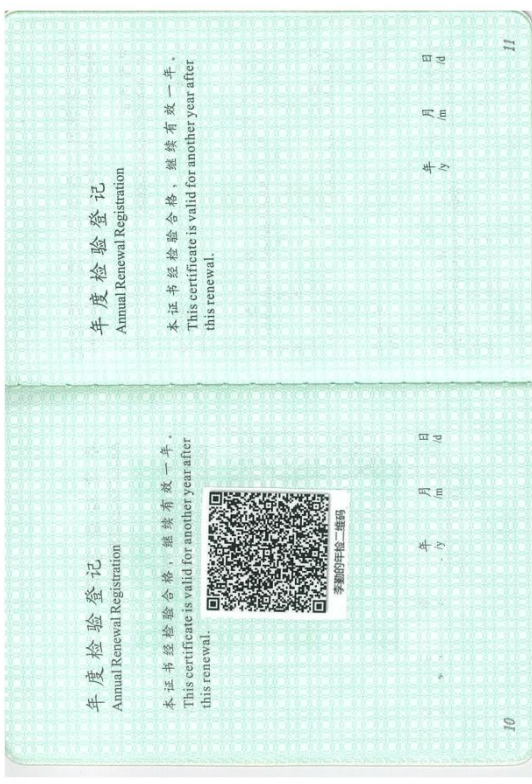 年度检验登记
Annual Renewal Registration
本证书经检验合格，继续有效一年。
This certificate is valid for another year after
this renewal.
李勤的年检二维码
年 月 日
/y /m /d
10
年度检验登记
Annual Renewal Registration
本证书经检验合格，继续有效一年。
This certificate is valid for another year after
this renewal.
年 月 日
/y /m /d
11